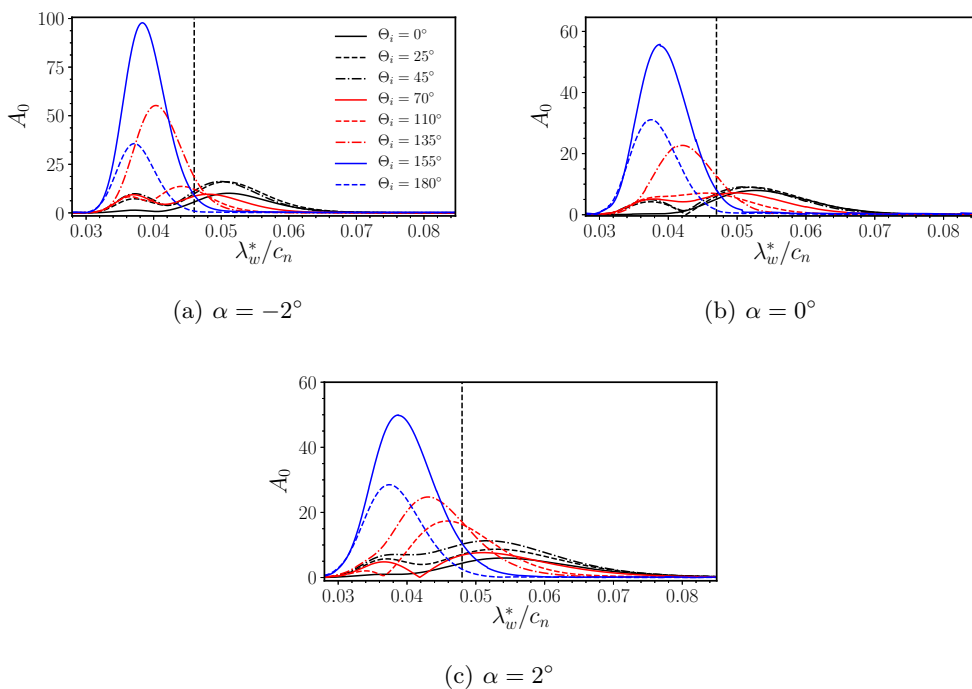 100
75
50
25
0
A₀
0.03 0.04 0.05 0.06 0.07 0.08
λ*_w/c_n
Θ_i = 0°
Θ_i = 25°
Θ_i = 45°
Θ_i = 70°
Θ_i = 110°
Θ_i = 135°
Θ_i = 155°
Θ_i = 180°
(a) α = −2°
60
40
20
0
A₀
0.03 0.04 0.05 0.06 0.07 0.08
λ*_w/c_n
(b) α = 0°
60
40
20
0
A₀
0.03 0.04 0.05 0.06 0.07 0.08
λ*_w/c_n
(c) α = 2°